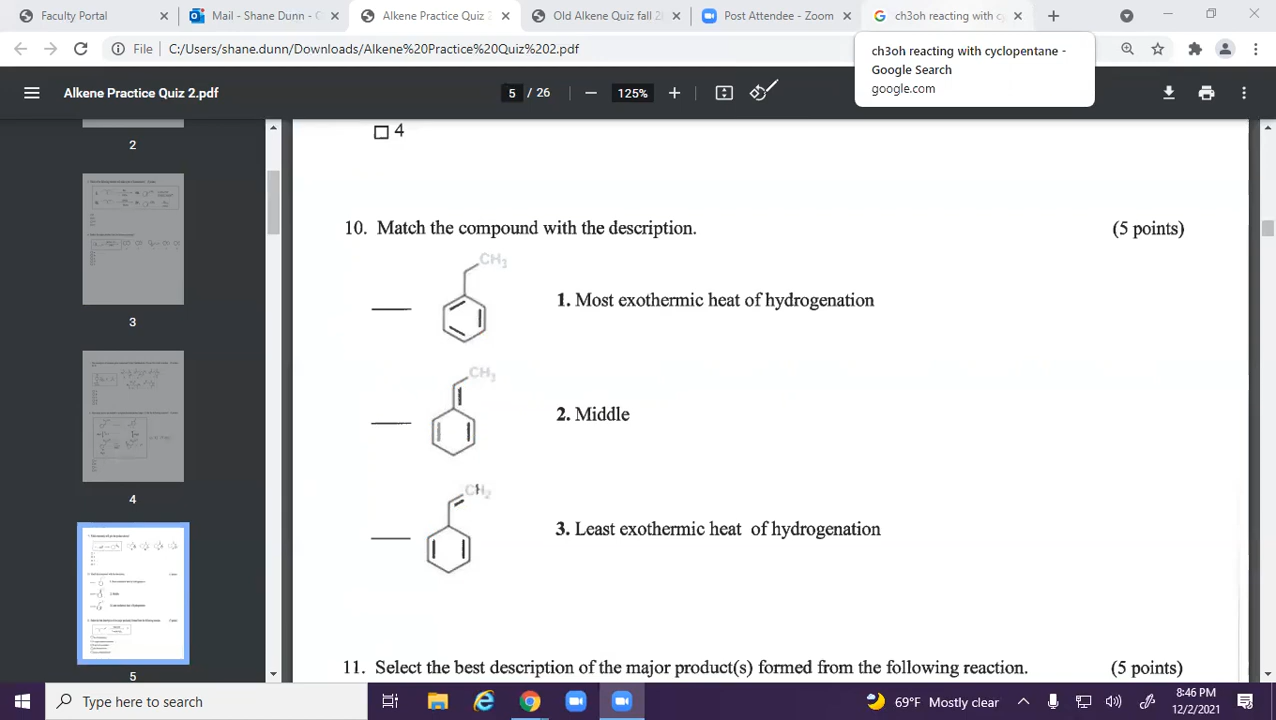 Faculty Portal
Mail - Shane Dunn -
Alkene Practice Quiz 2
Old Alkene Quiz fall 2
Post Attendee - Zoom
ch3oh reacting with c
File
C:/Users/shane.dunn/Downloads/Alkene%20Practice%20Quiz%202.pdf
ch3oh reacting with cyclopentane -
Google Search
google.com
Alkene Practice Quiz 2.pdf
5 / 26
125%
2
3
4
5
4
10. Match the compound with the description. (5 points)
CH3
1. Most exothermic heat of hydrogenation
CH3
2. Middle
CH2
3. Least exothermic heat of hydrogenation
11. Select the best description of the major product(s) formed from the following reaction. (5 points)
Type here to search
69°F Mostly clear
8:46 PM
12/2/2021